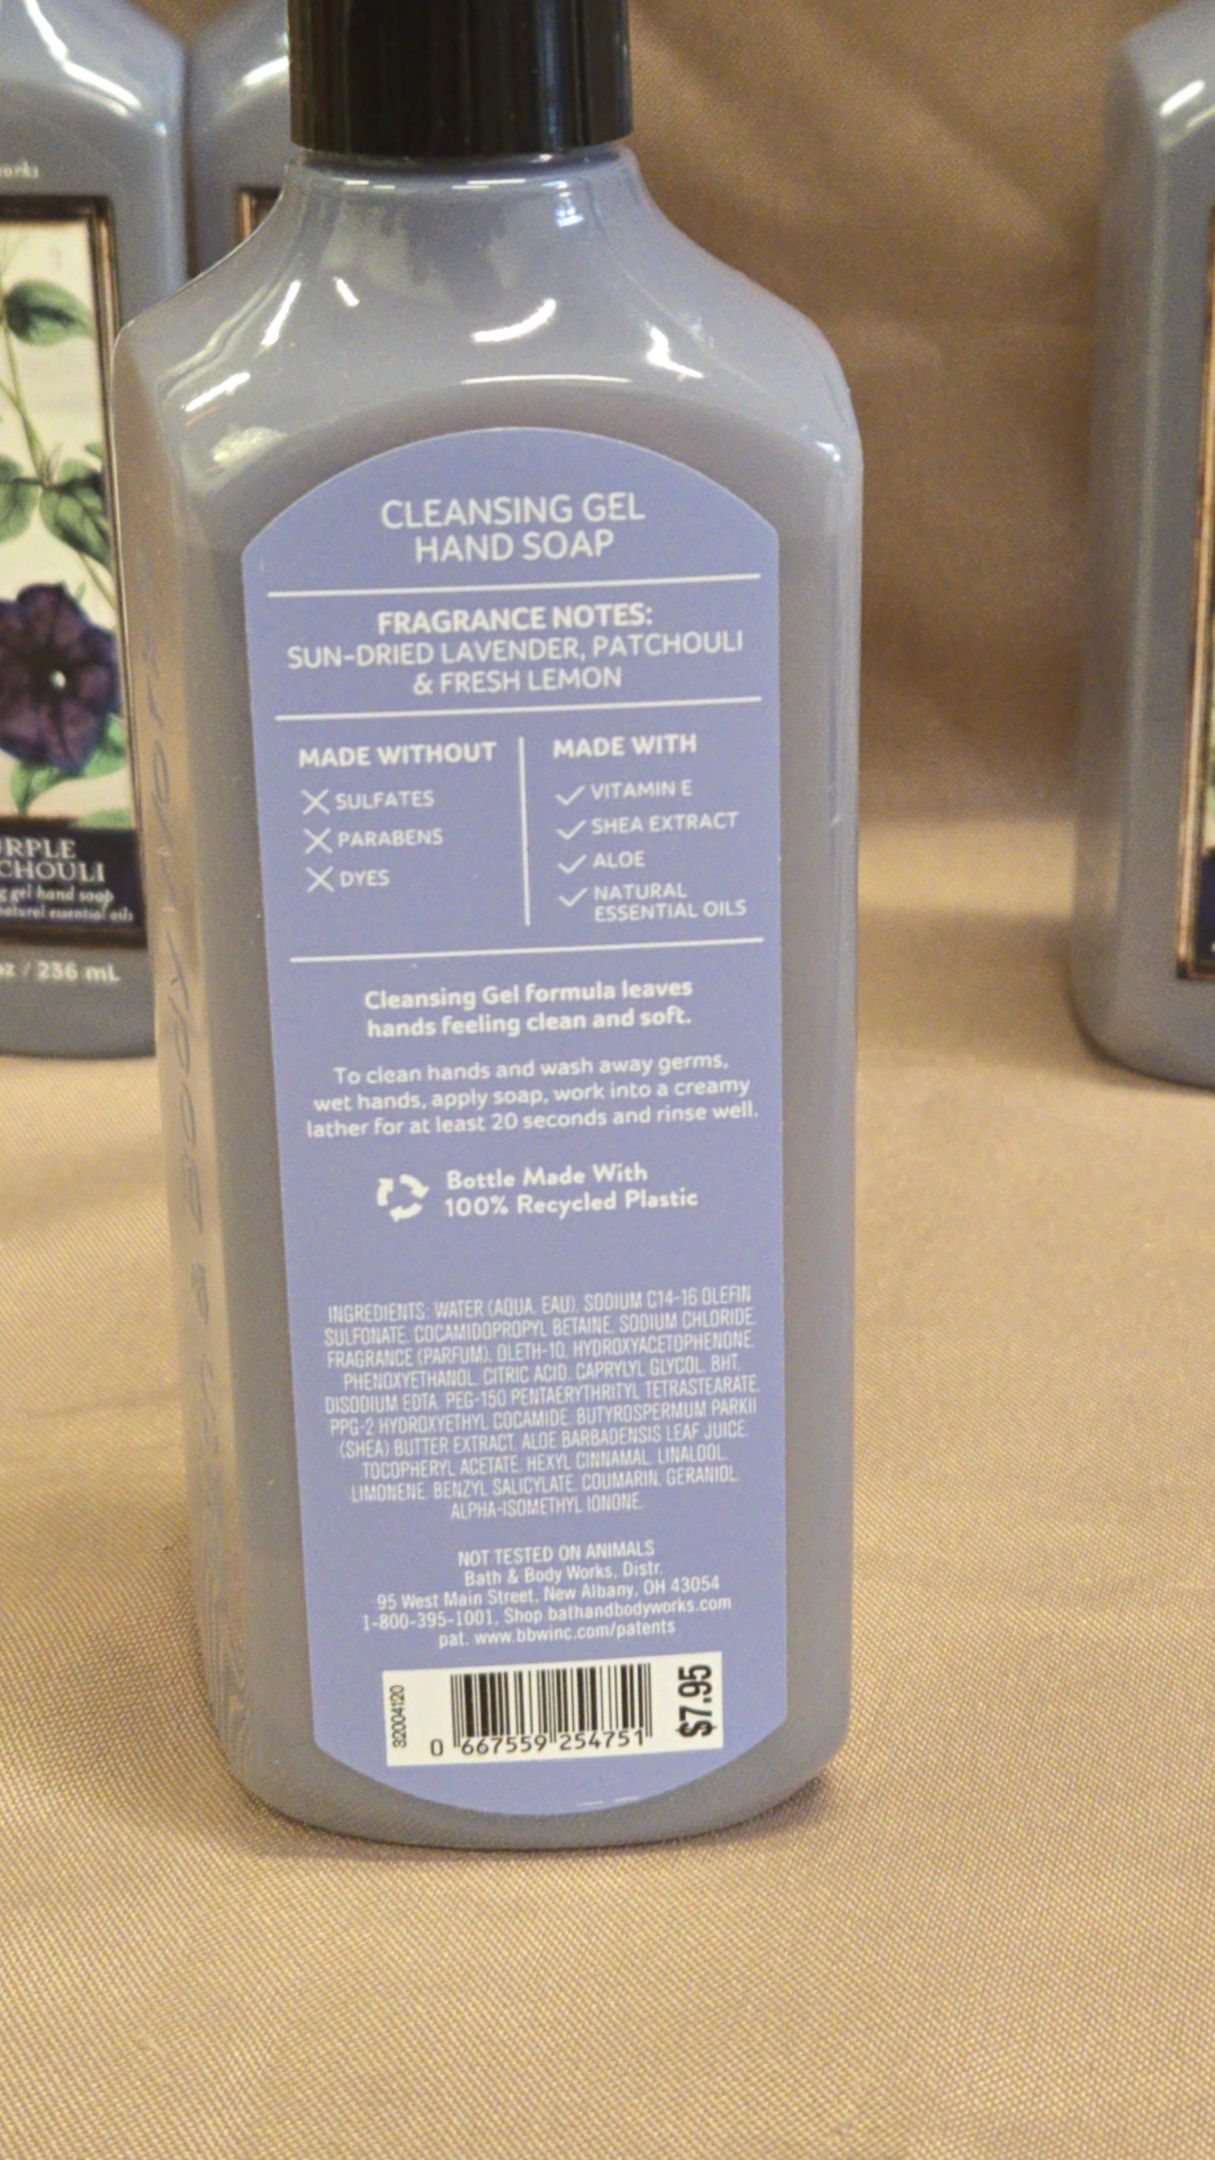 CLEANSING GEL
HAND SOAP
FRAGRANCE NOTES:
SUN-DRIED LAVENDER, PATCHOULI
& FRESH LEMON
MADE WITHOUT
SULFATES
PARABENS
DYES
MADE WITH
VITAMIN E
SHEA EXTRACT
ALOE
NATURAL
ESSENTIAL OILS
Cleansing Gel formula leaves
hands feeling clean and soft.
To clean hands and wash away germs,
wet hands, apply soap, work into a creamy
lather for at least 20 seconds and rinse well.
Bottle Made With
100% Recycled Plastic
INGREDIENTS: WATER (AQUA, EAU), SODIUM C14-16 OLEFIN
SULFONATE, COCAMIDOPROPYL BETAINE, SODIUM CHLORIDE,
FRAGRANCE (PARFUM), OLETH-10, HYDROXYACETOPHENONE,
PHENOXYETHANOL, CITRIC ACID, CAPRYLYL GLYCOL, BHT,
DISODIUM EDTA, PEG-150 PENTAERYTHRITYL TETRASTEARATE,
PPG-2 HYDROXYETHYL COCAMIDE, BUTYROSPERMUM PARKII
(SHEA) BUTTER EXTRACT, ALOE BARBADENSIS LEAF JUICE,
TOCOPHERYL ACETATE, HEXYL CINNAMAL, LINALOOL,
LIMONENE, BENZYL SALICYLATE, COUMARIN, GERANIOL,
ALPHA-ISOMETHYL IONONE.
NOT TESTED ON ANIMALS
Bath & Body Works, Distr.
95 West Main Street, New Albany, OH 43054
1-800-395-1001, Shop bathandbodyworks.com
pat. www.bbwinc.com/patents
32004120
0 667559 254751
$7.95
URPLE
CHOULI
g gel hand soap
natural essential oils
oz / 236 mL